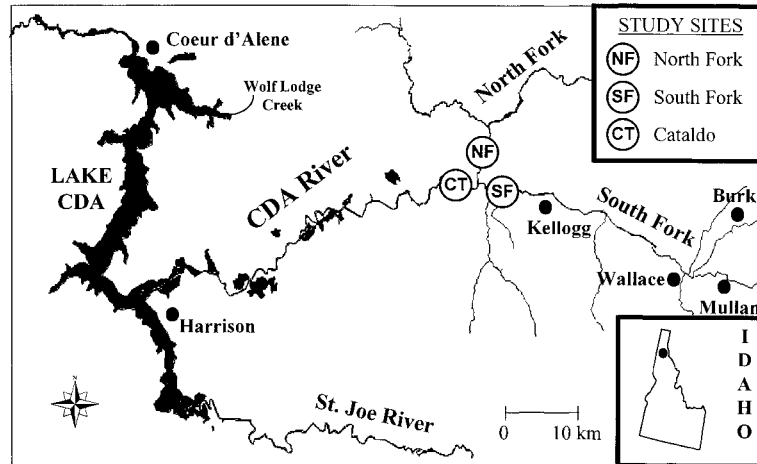 STUDY SITES
NF North Fork
SF South Fork
CT Cataldo
Coeur d'Alene
Wolf Lodge
Creek
North Fork
NF
LAKE
CDA
CDA River
CT
SF
South Fork
Burk
Kellogg
Wallace
Mullan
Harrison
N
St. Joe River
0 10 km
I
D
A
H
O